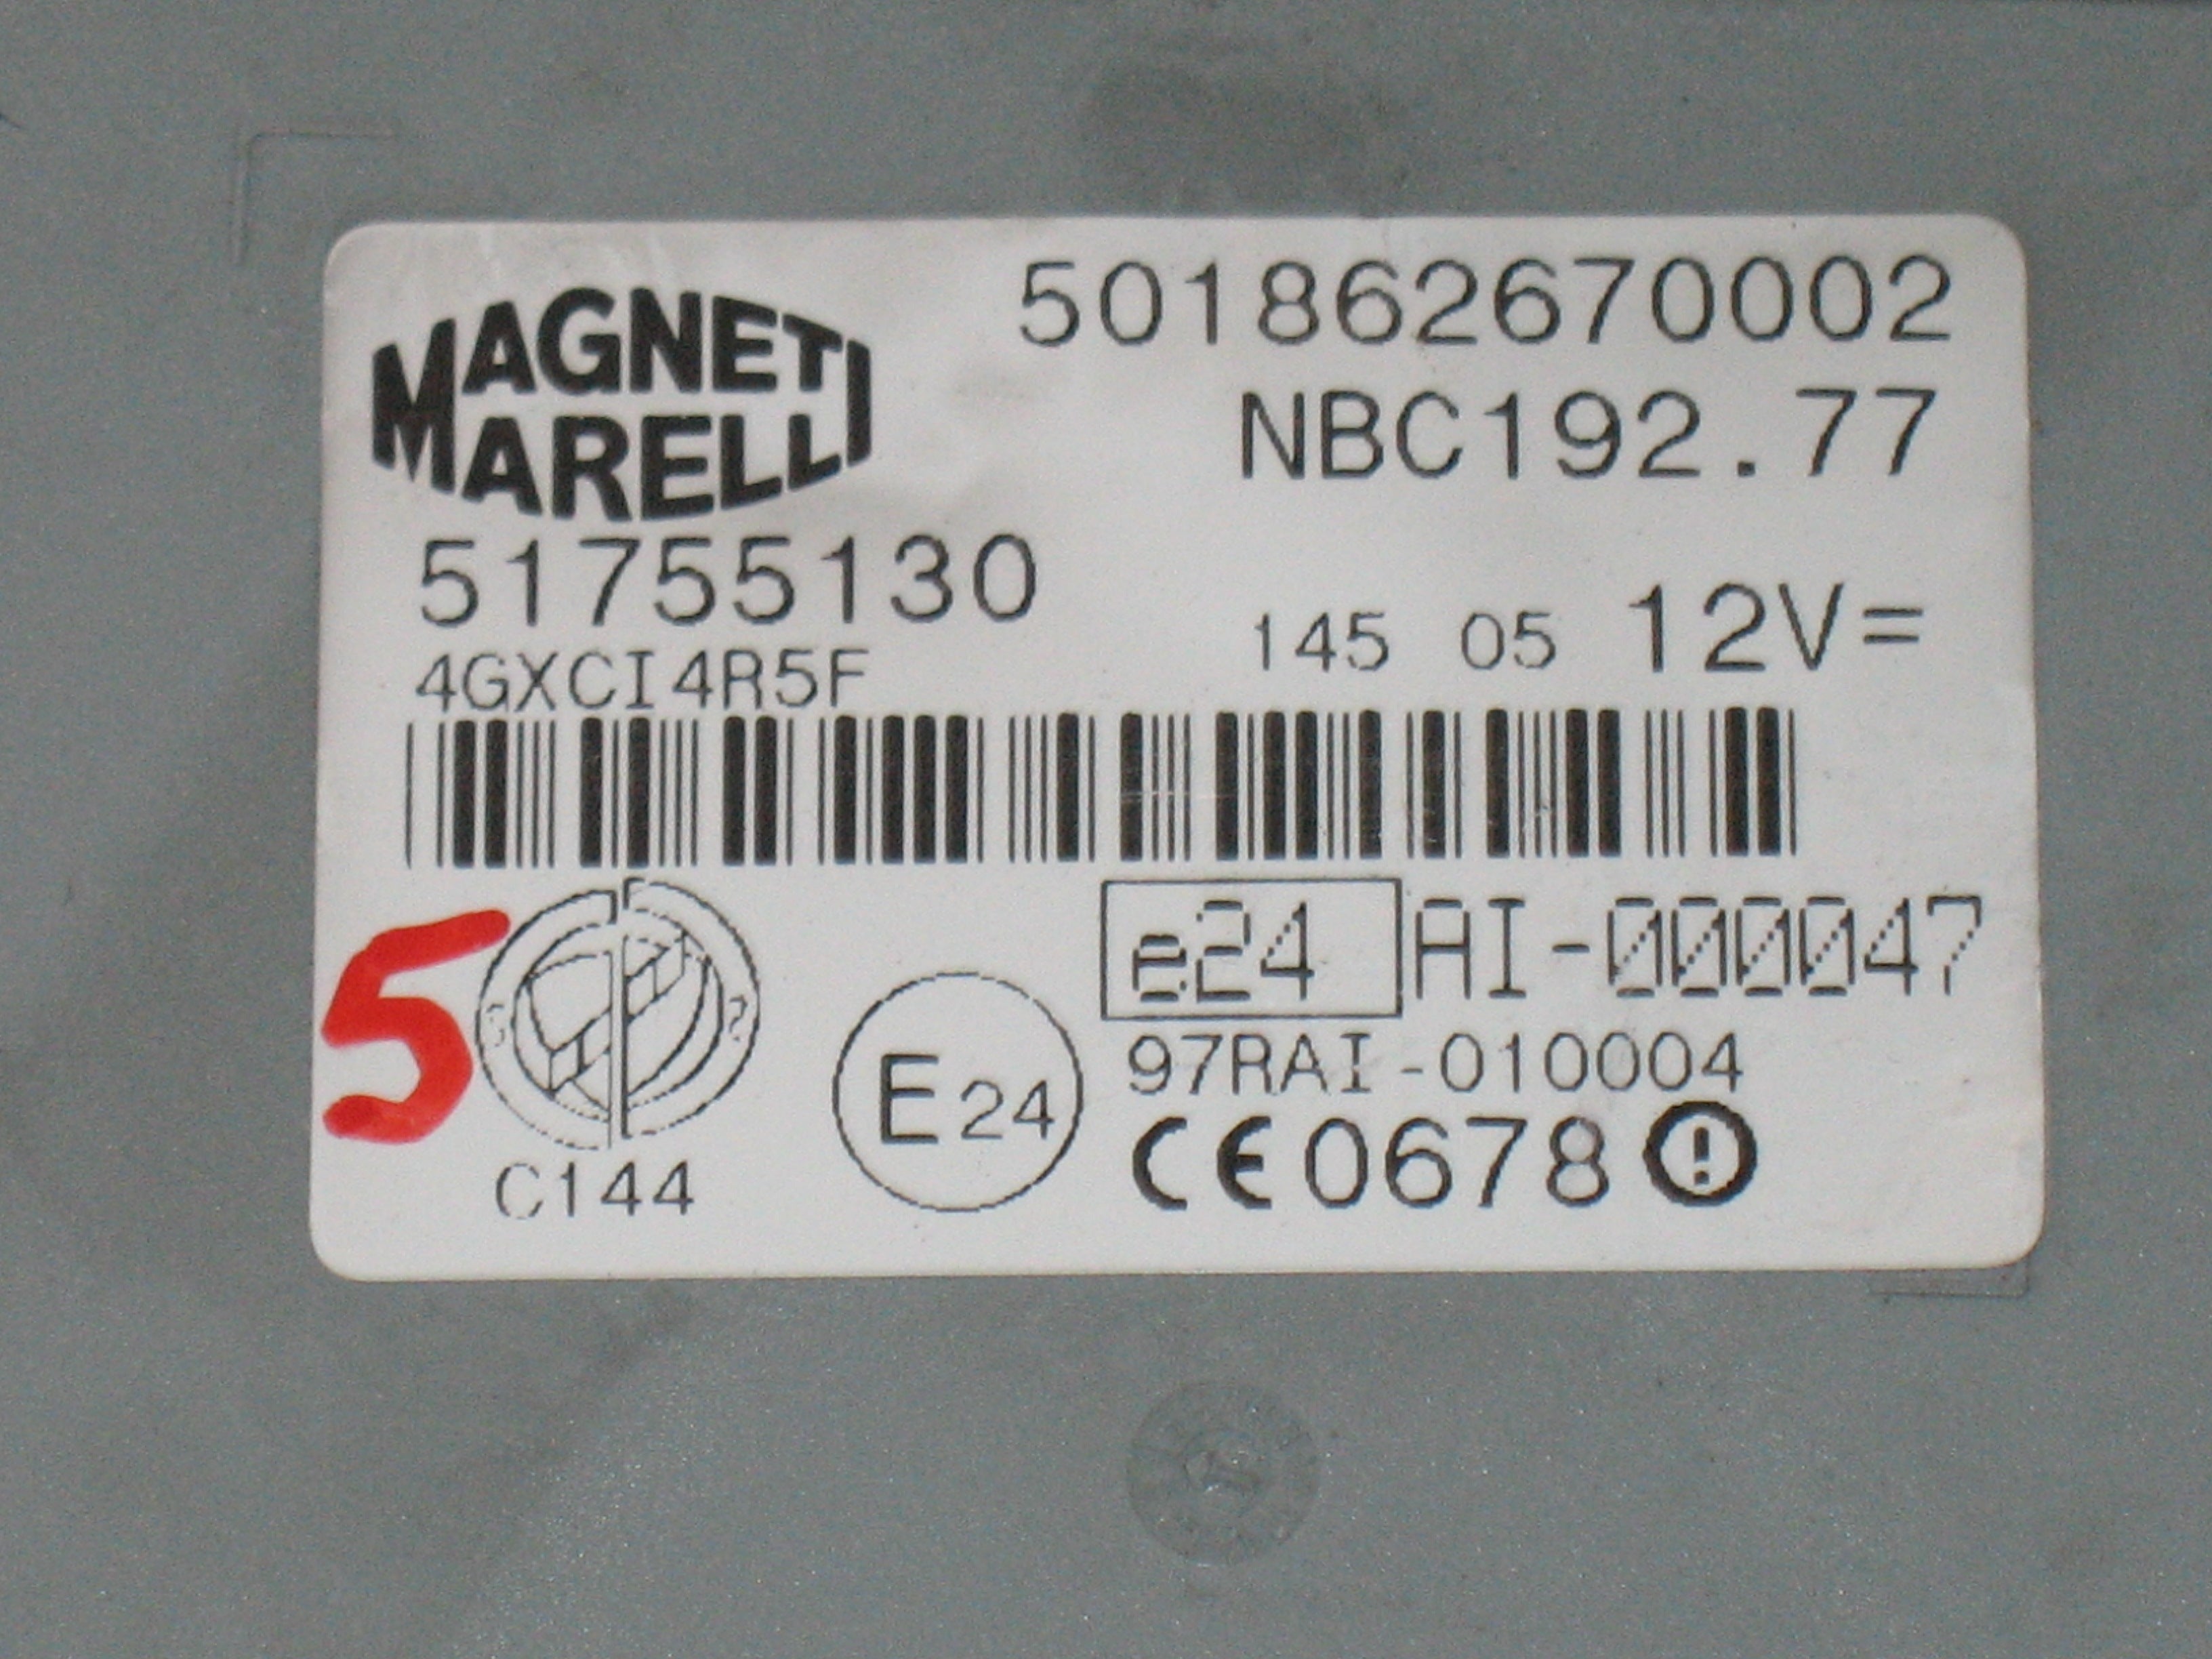 MAGNETI
MARELLI
501862670002
NBC192.77
51755130
145 05 12V=
4GXCI4R5F
5
e24 AI-000047
E24
97RAI-010004
CE0678!
C144